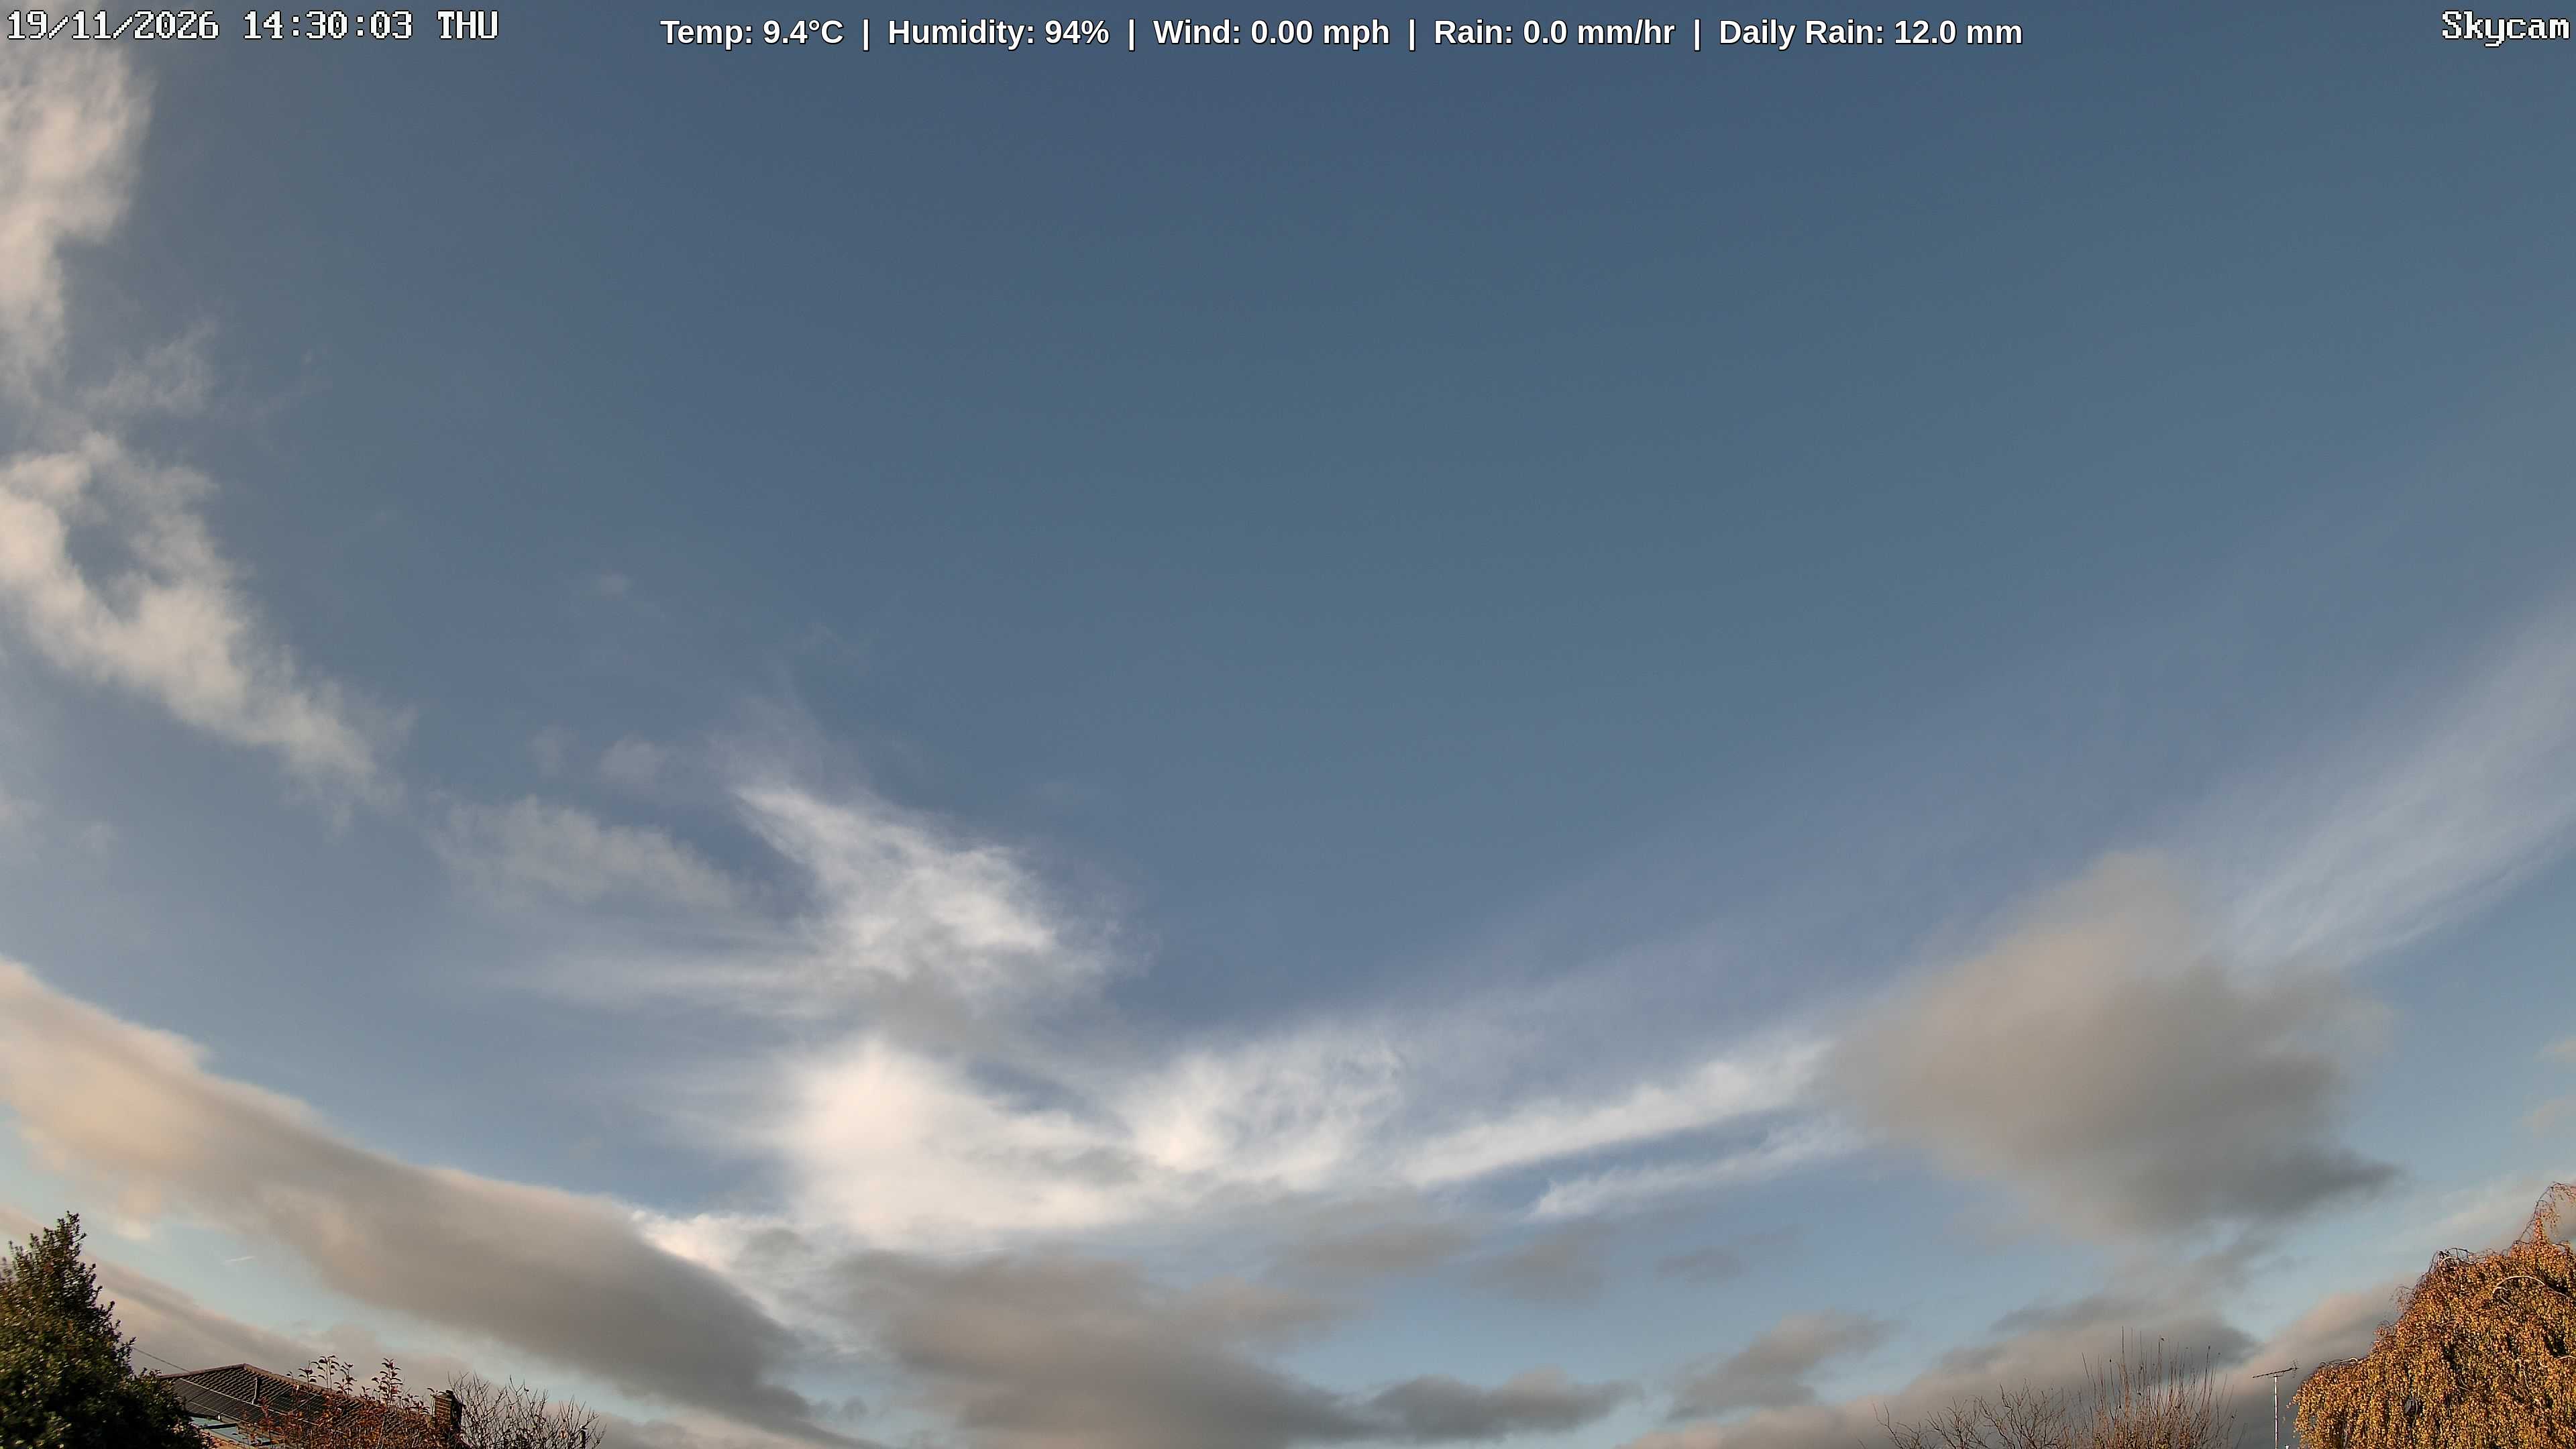 19/11/2026 14:30:03 THU
Temp: 9.4°C | Humidity: 94% | Wind: 0.00 mph | Rain: 0.0 mm/hr | Daily Rain: 12.0 mm
Skycam